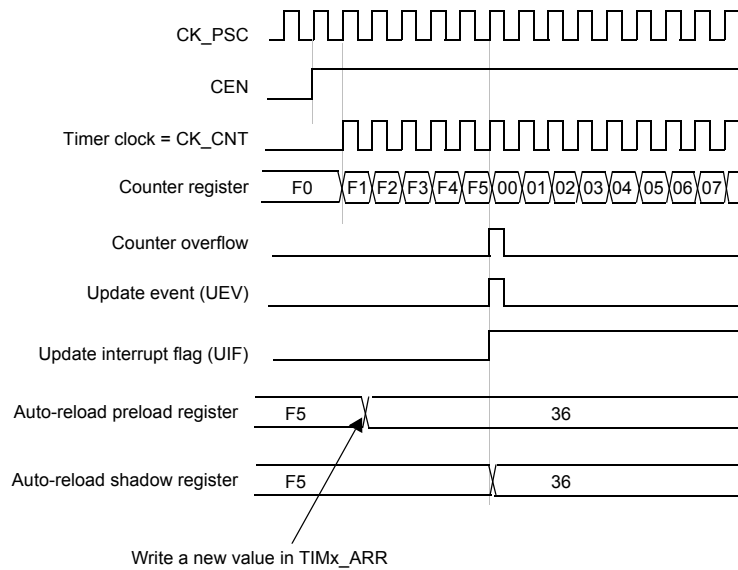 CK_PSC
CEN
Timer clock = CK_CNT
Counter register F0 F1 F2 F3 F4 F5 00 01 02 03 04 05 06 07
Counter overflow
Update event (UEV)
Update interrupt flag (UIF)
Auto-reload preload register F5 36
Auto-reload shadow register F5 36
Write a new value in TIMx_ARR